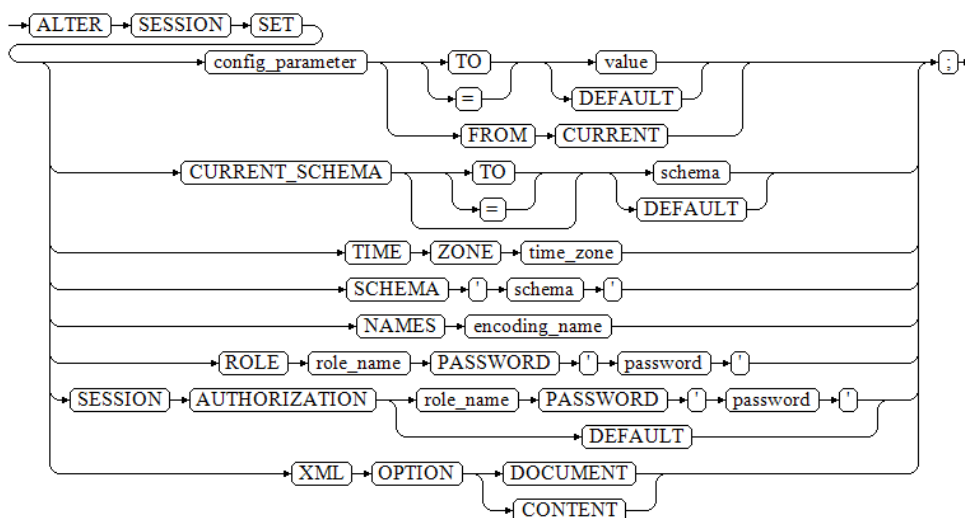 ALTER SESSION SET
config_parameter TO value ;
= DEFAULT
FROM CURRENT
CURRENT_SCHEMA TO schema
= DEFAULT
TIME ZONE time_zone
SCHEMA ' schema '
NAMES encoding_name
ROLE role_name PASSWORD ' password '
SESSION AUTHORIZATION role_name PASSWORD ' password '
DEFAULT
XML OPTION DOCUMENT
CONTENT